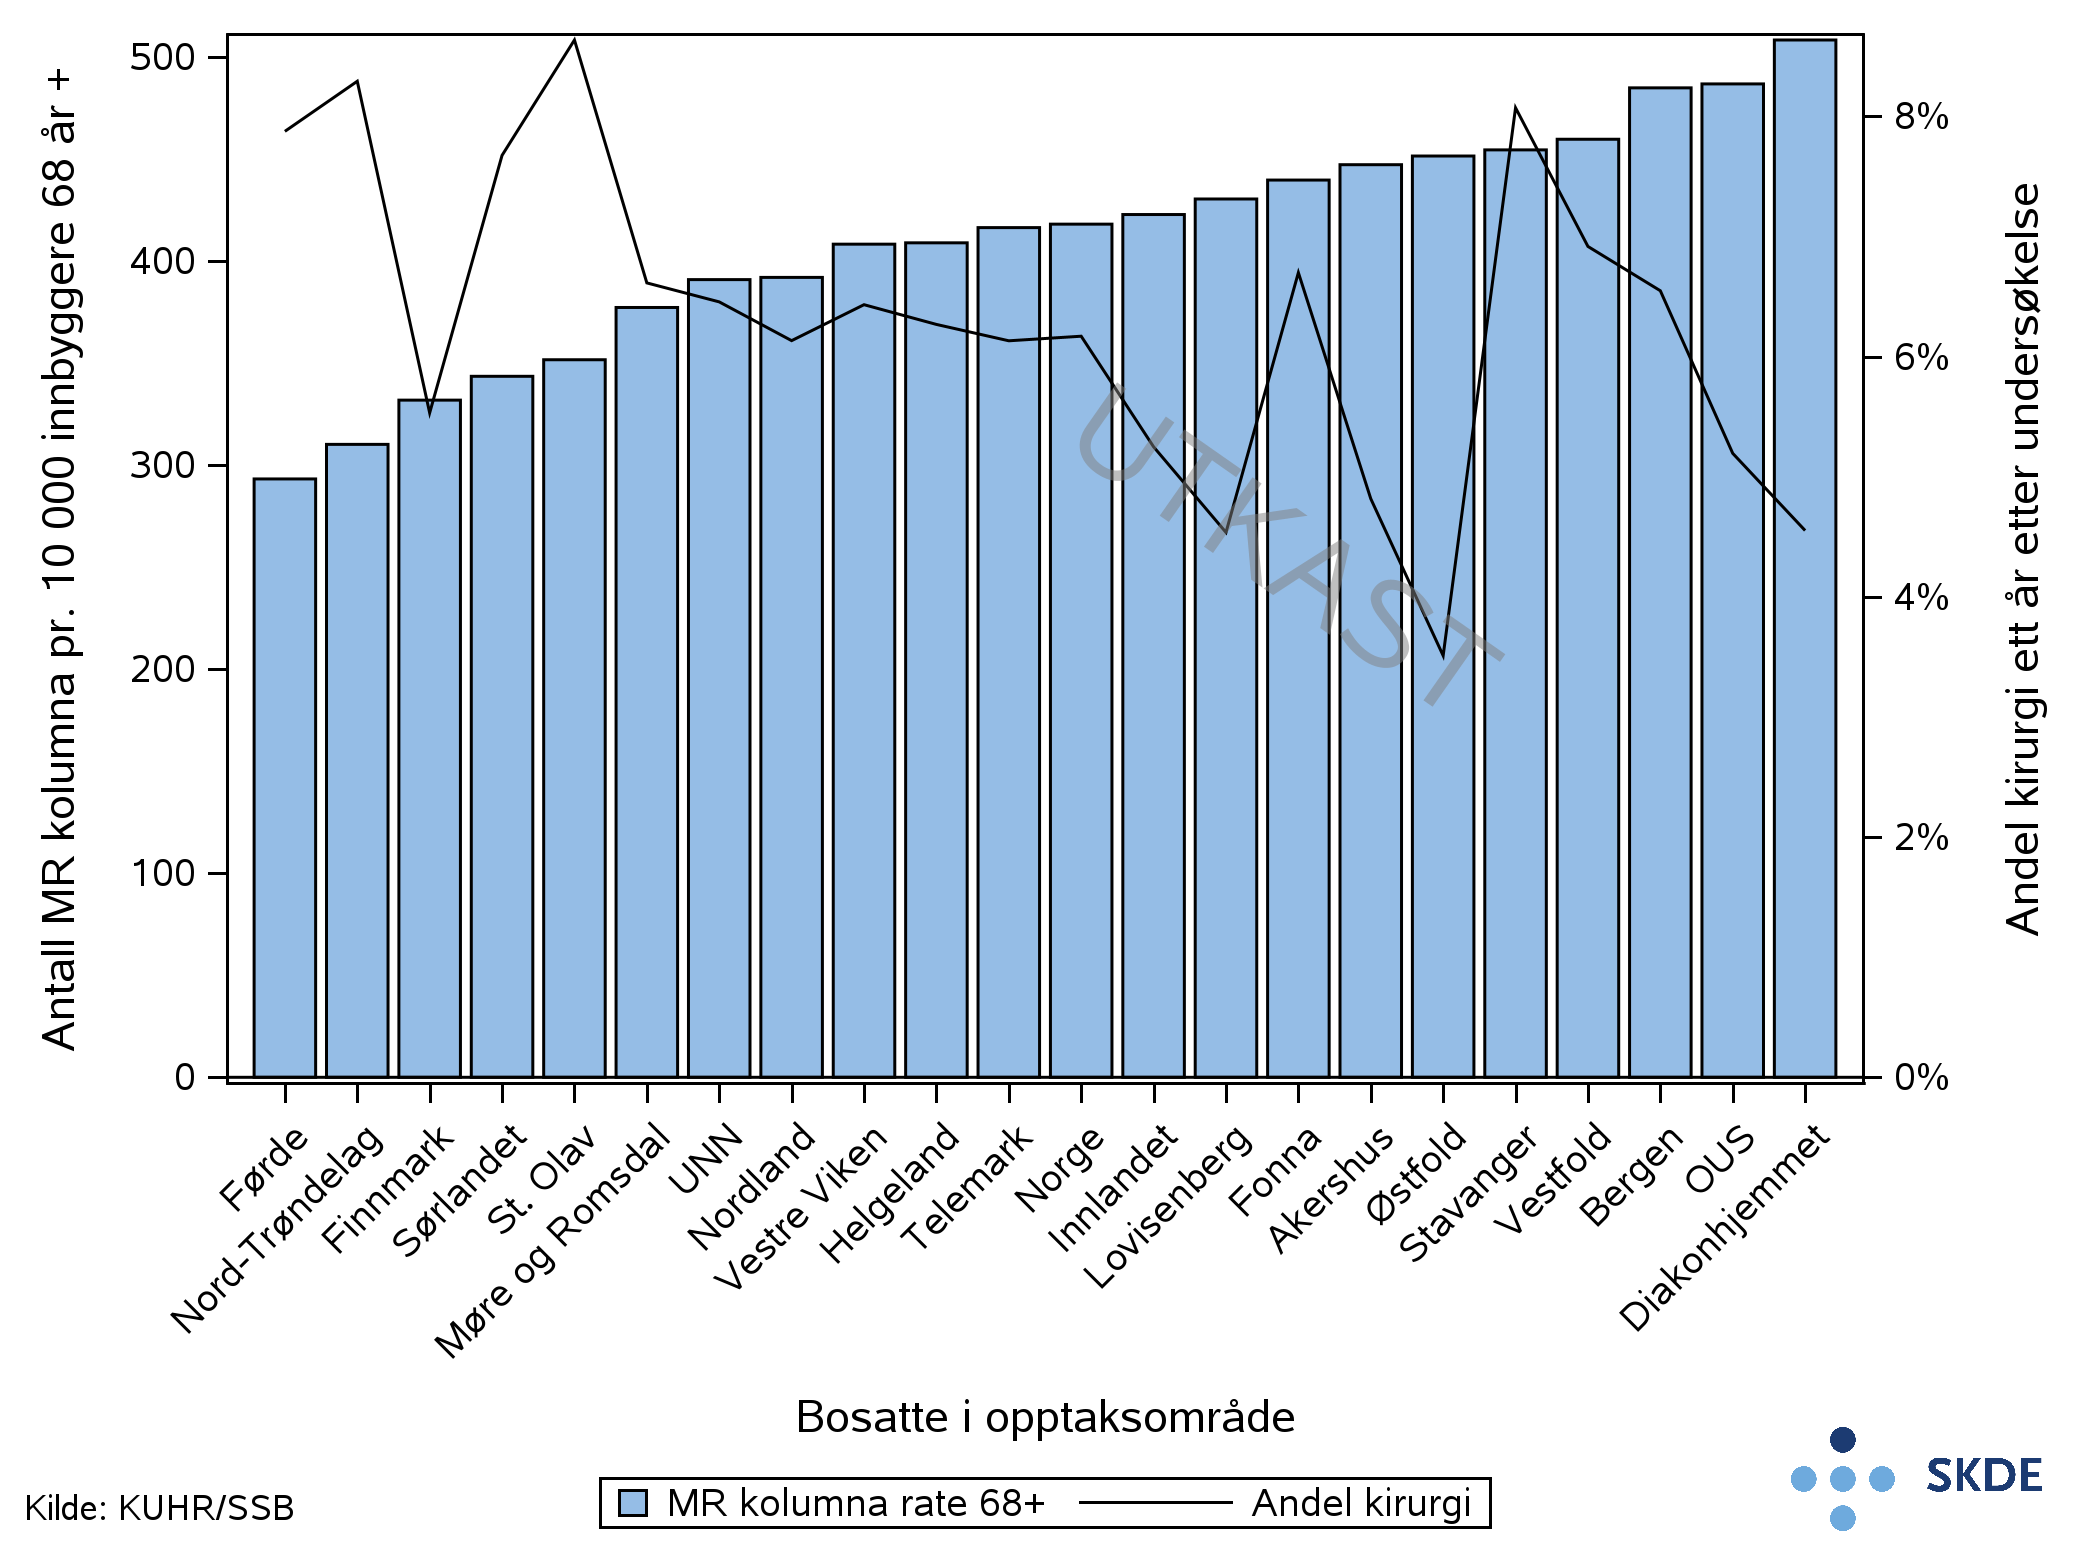 Antall MR kolumna pr. 10 000 innbyggere 68 år +
500
400
300
200
100
0
8%
6%
4%
2%
0%
Andel kirurgi ett år etter undersøkelse
UTKAST
Førde
Nord-Trøndelag
Finnmark
Sørlandet
St. Olav
Møre og Romsdal
UNN
Nordland
Vestre Viken
Helgeland
Telemark
Norge
Innlandet
Lovisenberg
Fonna
Akershus
Østfold
Stavanger
Vestfold
Bergen
OUS
Diakonhjemmet
Bosatte i opptaksområde
MR kolumna rate 68+
Andel kirurgi
Kilde: KUHR/SSB
SKDE